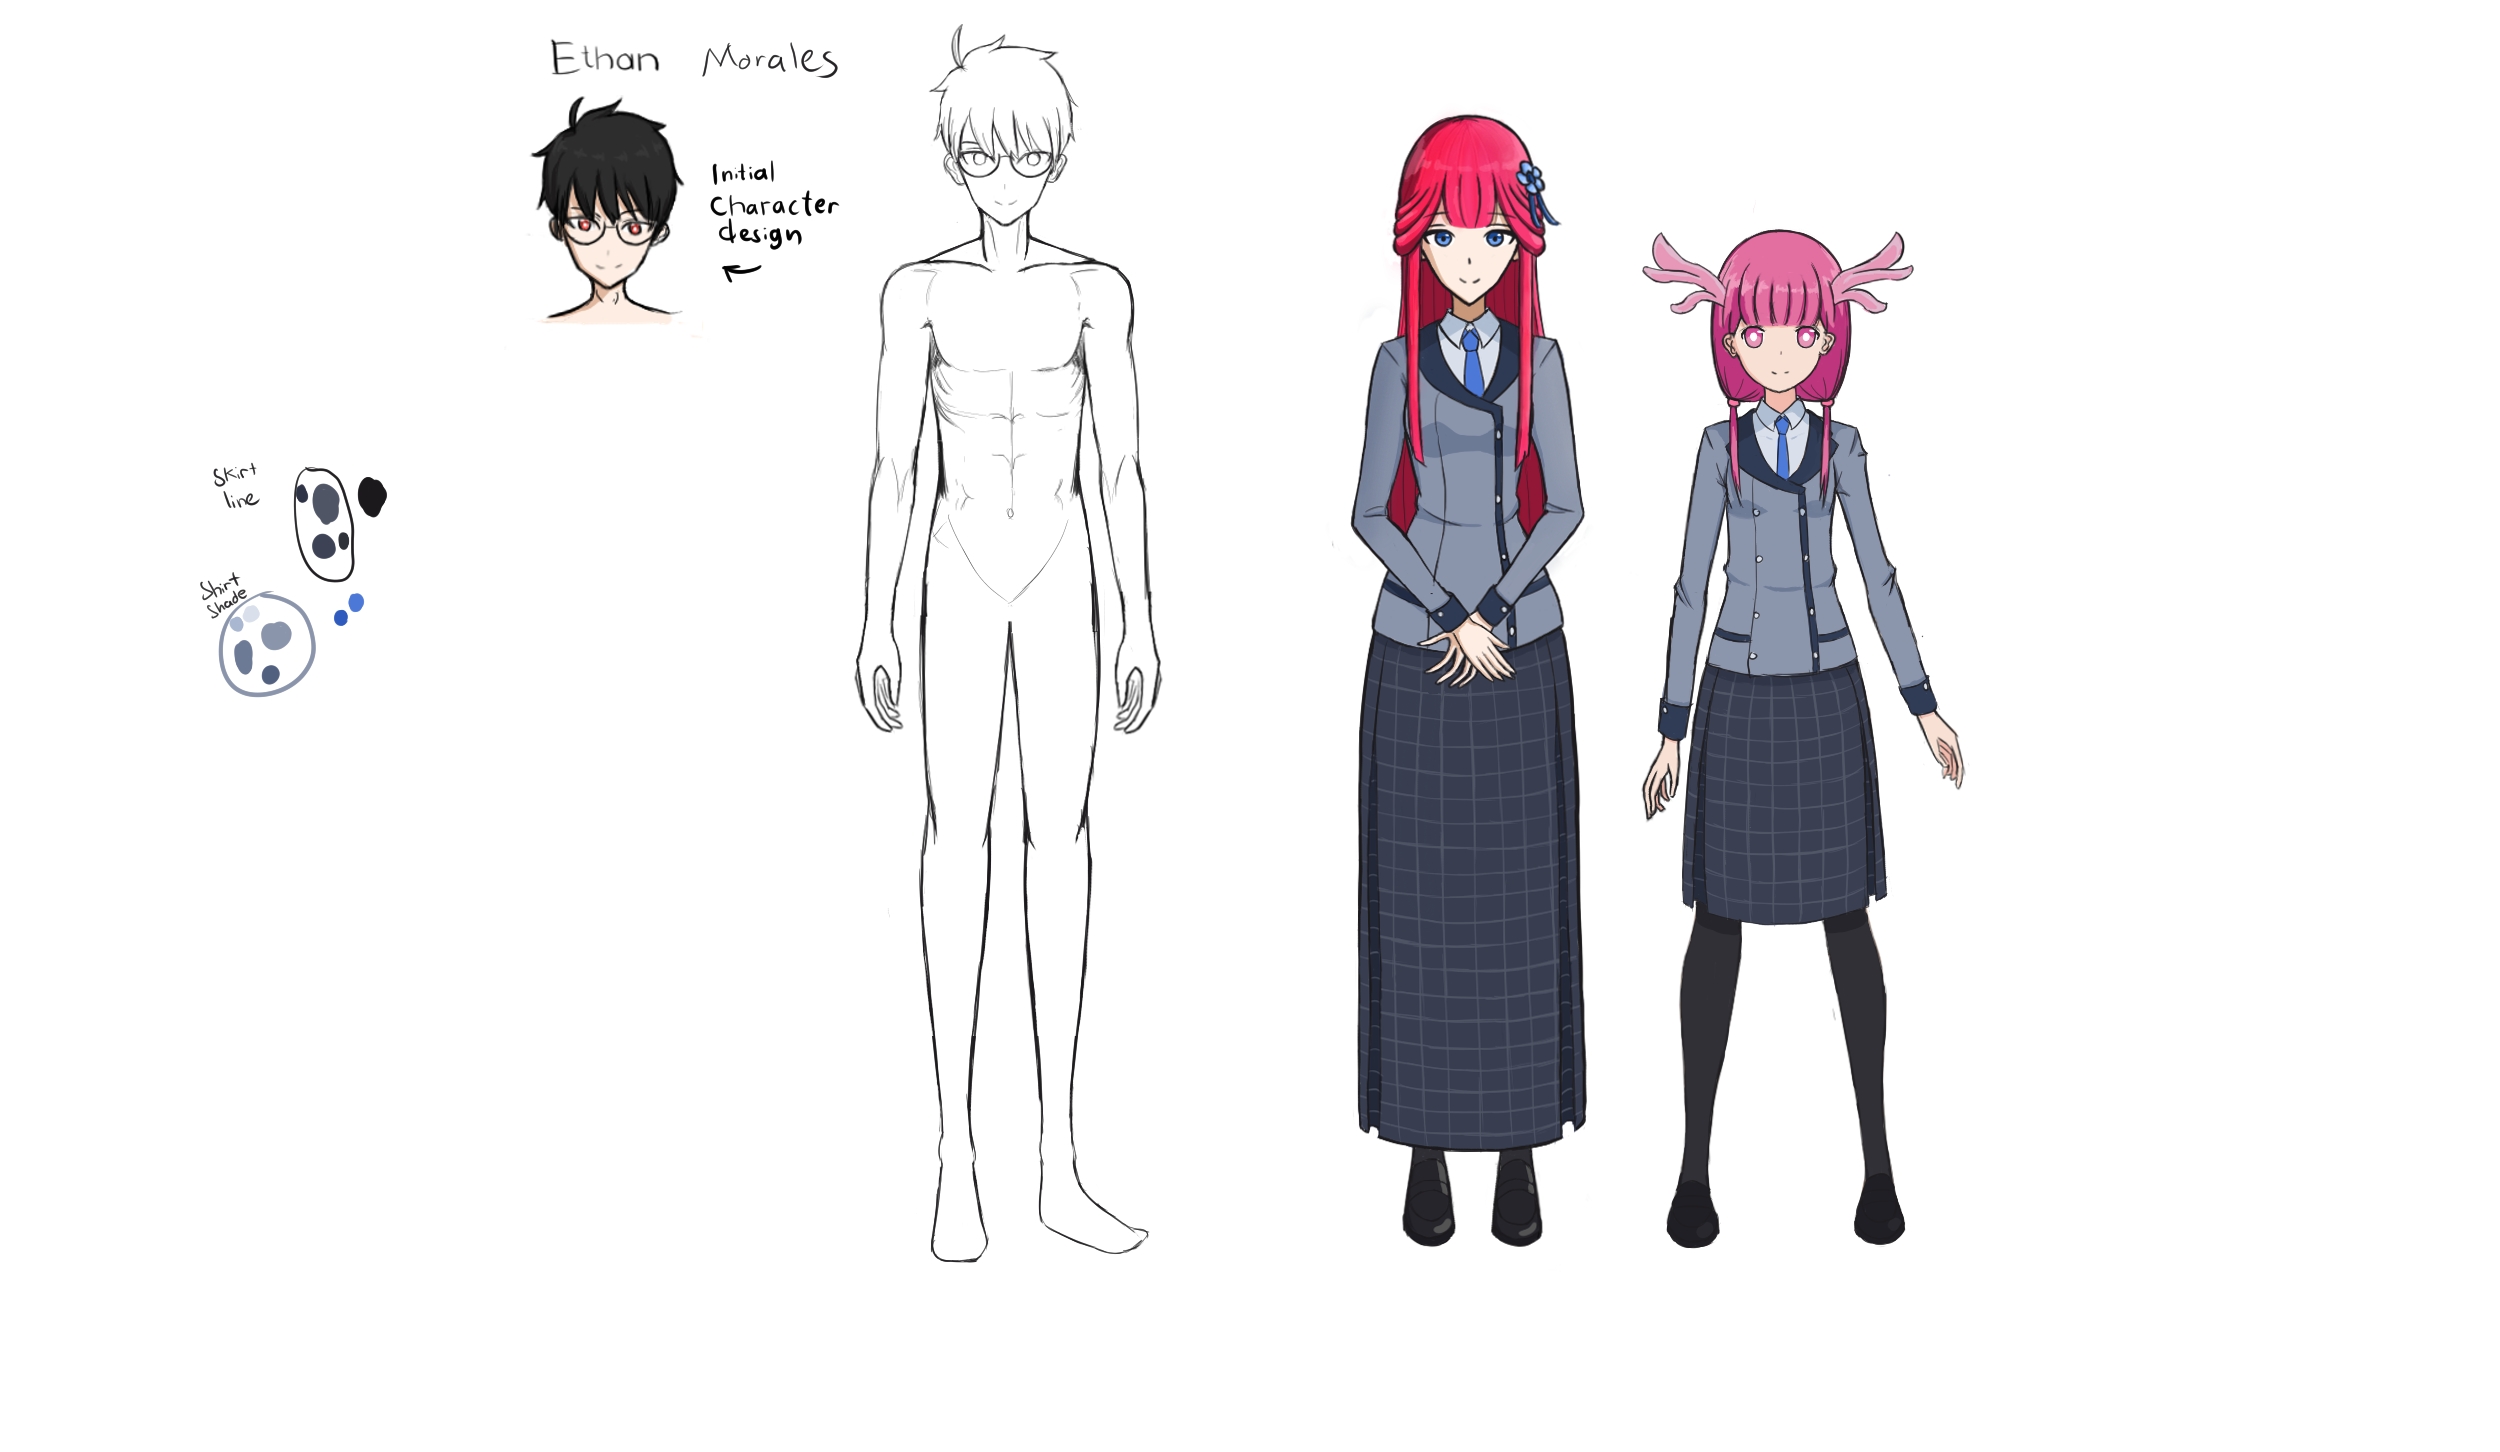 Ethan Morales
Initial
Character
design
Skirt
line
Shirt
shade